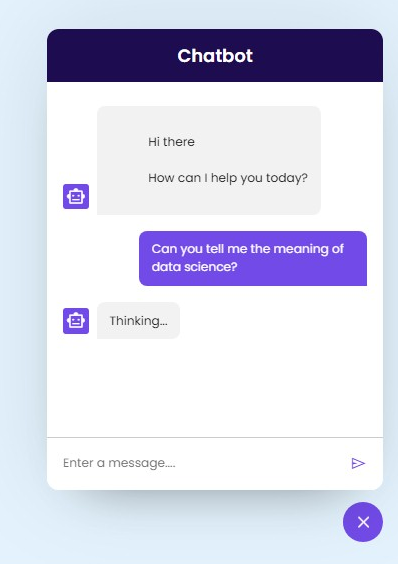 Chatbot
Hi there
How can I help you today?
Can you tell me the meaning of
data science?
Thinking...
Enter a message....